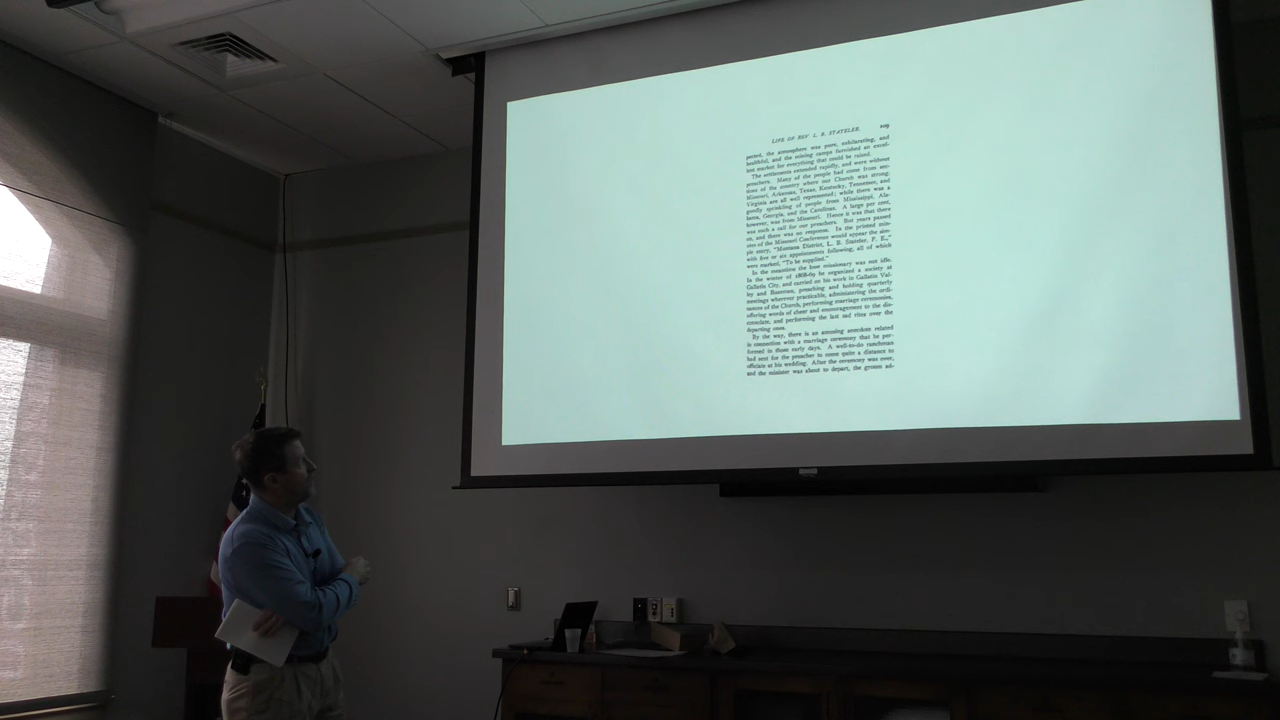 LIFE OF REV. L. B. STATELER. 209
pected, the atmosphere was pure, exhilarating, and
healthful, and the mining camps furnished an excel-
lent market for everything that could be raised.
The settlements extended rapidly, and were without
preachers. Many of the people had come from sec-
tions of the country where our Church was strong.
Missouri, Arkansas, Texas, Kentucky, Tennessee, and
Virginia are all well represented; while there was a
goodly sprinkling of people from Mississippi, Ala-
bama, Georgia, and the Carolinas. A large per cent,
however, was from Missouri. Hence it was that there
was such a call for our preachers. But years passed
on, and there was no response. In the printed min-
utes of the Missouri Conference would appear the sim-
ple story, "Montana District, L. B. Stateler, P. E.,"
with five or six appointments following, all of which
were marked, "To be supplied."
In the meantime the lone missionary was not idle.
In the winter of 1868-69 he organized a society at
Gallatin City, and carried on his work in Gallatin Val-
ley and Bozeman, preaching and holding quarterly
meetings wherever practicable, administering the ordi-
nances of the Church, performing marriage ceremonies,
offering words of cheer and encouragement to the dis-
consolate, and performing the last sad rites over the
departing ones.
By the way, there is an amusing anecdote related
in connection with a marriage ceremony that he per-
formed in those early days. A well-to-do ranchman
had sent for the preacher to come quite a distance to
officiate at his wedding. After the ceremony was over,
and the minister was about to depart, the groom ad-